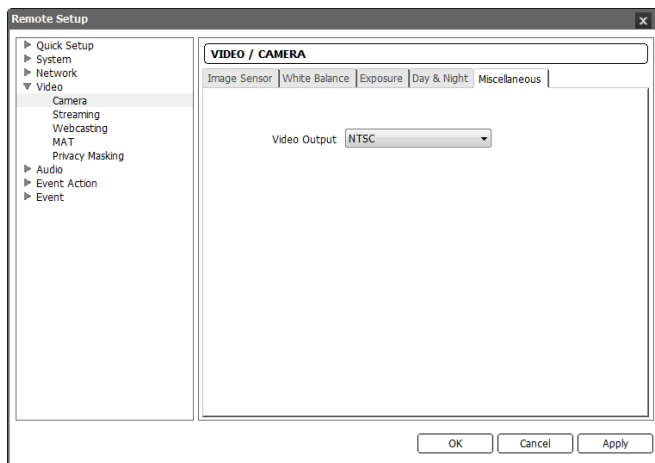 Remote Setup
x
Quick Setup
System
Network
Video
Camera
Streaming
Webcasting
MAT
Privacy Masking
Audio
Event Action
Event
VIDEO / CAMERA
Image Sensor White Balance Exposure Day & Night Miscellaneous
Video Output NTSC
OK Cancel Apply